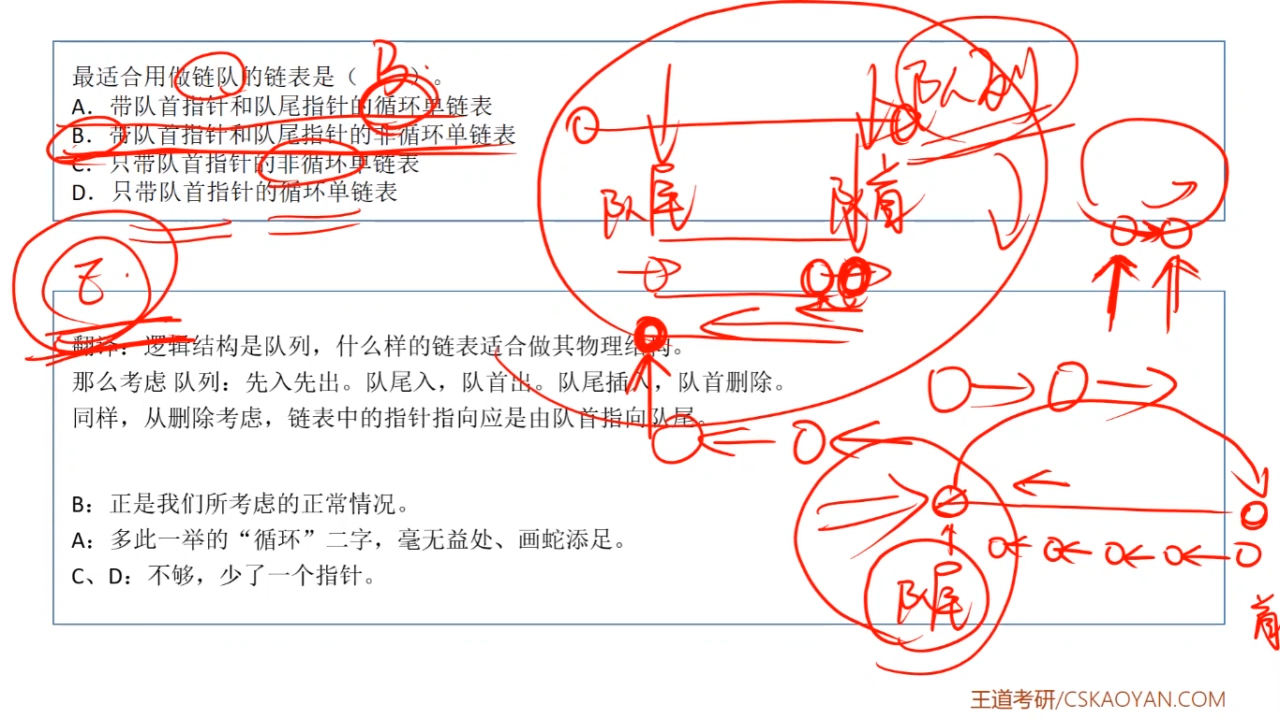 最适合用做链队的链表是（ B ）。
A. 带队首指针和队尾指针的循环单链表
B. 带队首指针和队尾指针的非循环单链表
C. 只带队首指针的非循环单链表
D. 只带队首指针的循环单链表
队列
队尾
队首
翻译：逻辑结构是队列，什么样的链表适合做其物理结构。
那么考虑 队列：先入先出。队尾入，队首出。队尾插入，队首删除。
同样，从删除考虑，链表中的指针指向应是由队首指向队尾。
B：正是我们所考虑的正常情况。
A：多此一举的“循环”二字，毫无益处、画蛇添足。
C、D：不够，少了一个指针。
队尾
首
王道考研/CSKAOYAN.COM